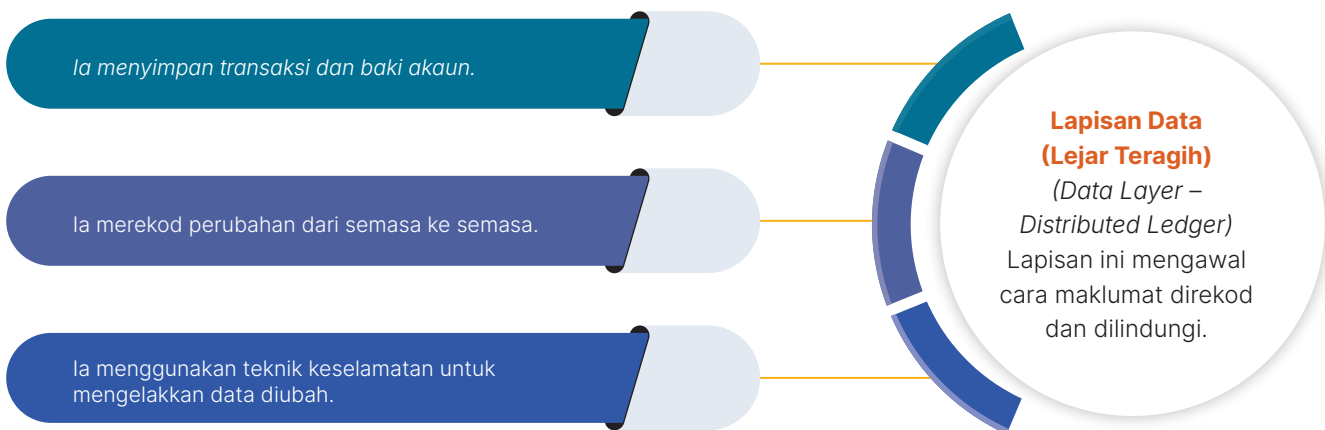 Ia menyimpan transaksi dan baki akaun.
Ia merekod perubahan dari semasa ke semasa.
Ia menggunakan teknik keselamatan untuk
mengelakkan data diubah.
Lapisan Data
(Lejar Teragih)
(Data Layer –
Distributed Ledger)
Lapisan ini mengawal
cara maklumat direkod
dan dilindungi.